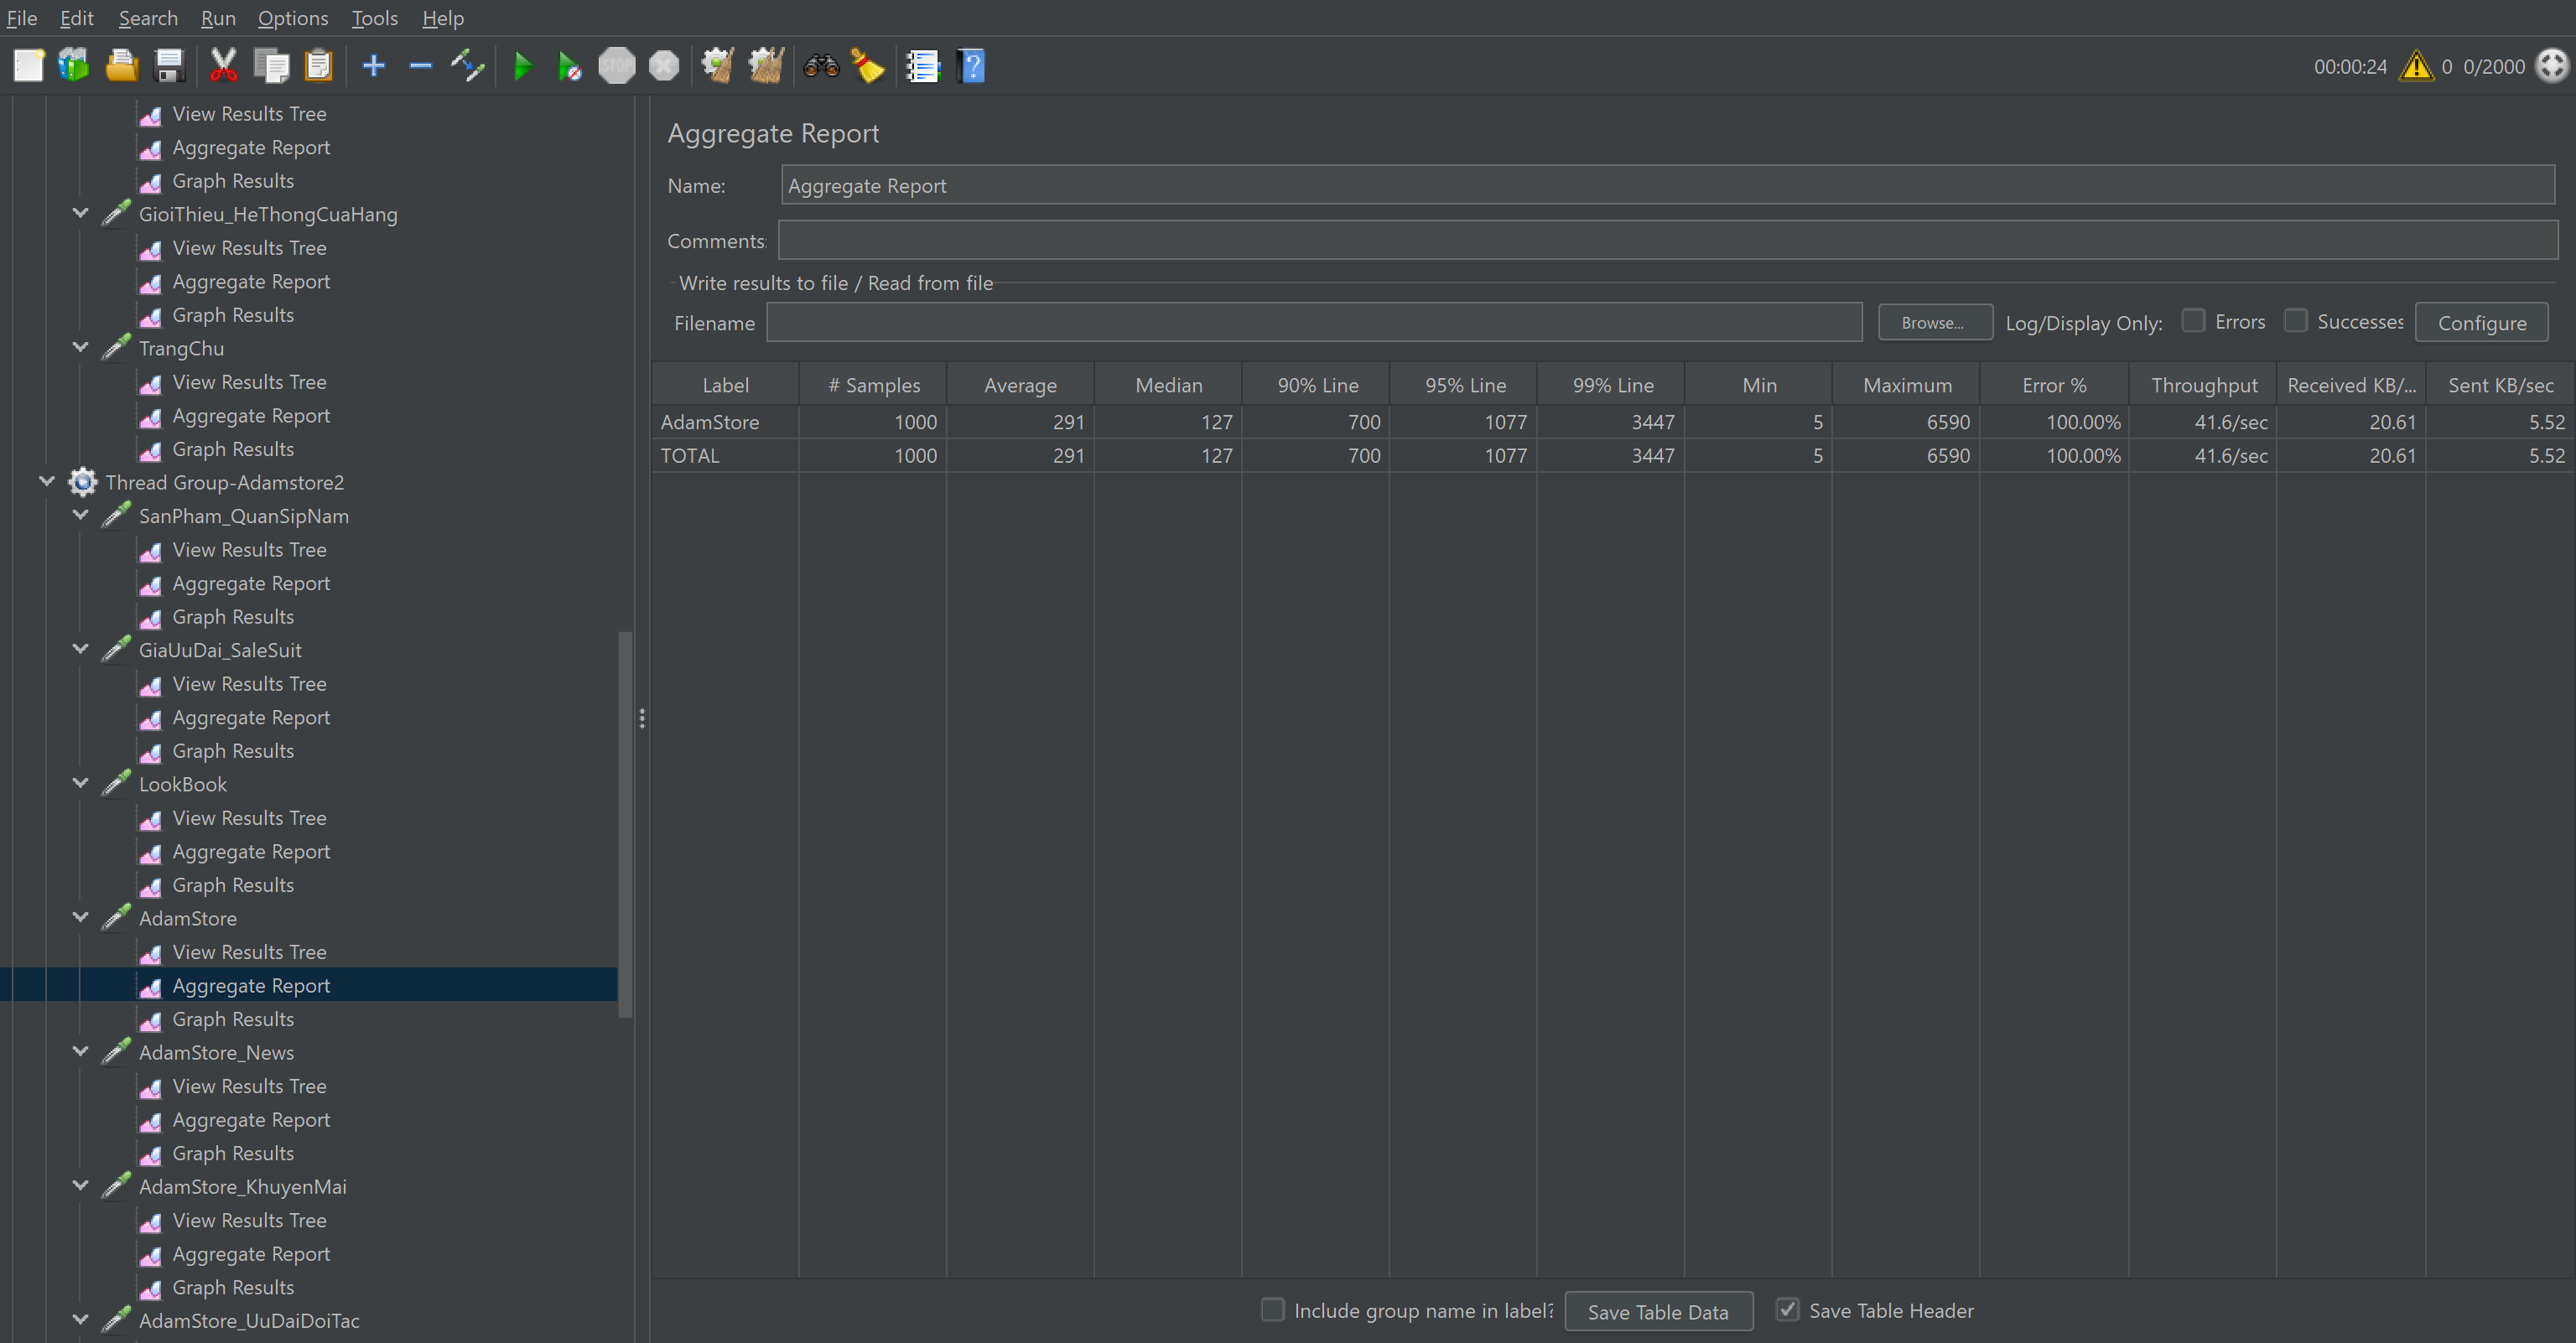 File Edit Search Run Options Tools Help
STOP
00:00:24 0 0/2000
View Results Tree
Aggregate Report
Graph Results
GioiThieu_HeThongCuaHang
View Results Tree
Aggregate Report
Graph Results
TrangChu
View Results Tree
Aggregate Report
Graph Results
Thread Group-Adamstore2
SanPham_QuanSipNam
View Results Tree
Aggregate Report
Graph Results
GiaUuDai_SaleSuit
View Results Tree
Aggregate Report
Graph Results
LookBook
View Results Tree
Aggregate Report
Graph Results
AdamStore
View Results Tree
Aggregate Report
Graph Results
AdamStore_News
View Results Tree
Aggregate Report
Graph Results
AdamStore_KhuyenMai
View Results Tree
Aggregate Report
Graph Results
AdamStore_UuDaiDoiTac
Aggregate Report
Name: Aggregate Report
Comments:
Write results to file / Read from file
Filename Browse... Log/Display Only: Errors Successes Configure
Label # Samples Average Median 90% Line 95% Line 99% Line Min Maximum Error % Throughput Received KB/... Sent KB/sec
AdamStore 1000 291 127 700 1077 3447 5 6590 100.00% 41.6/sec 20.61 5.52
TOTAL 1000 291 127 700 1077 3447 5 6590 100.00% 41.6/sec 20.61 5.52
Include group name in label? Save Table Data Save Table Header